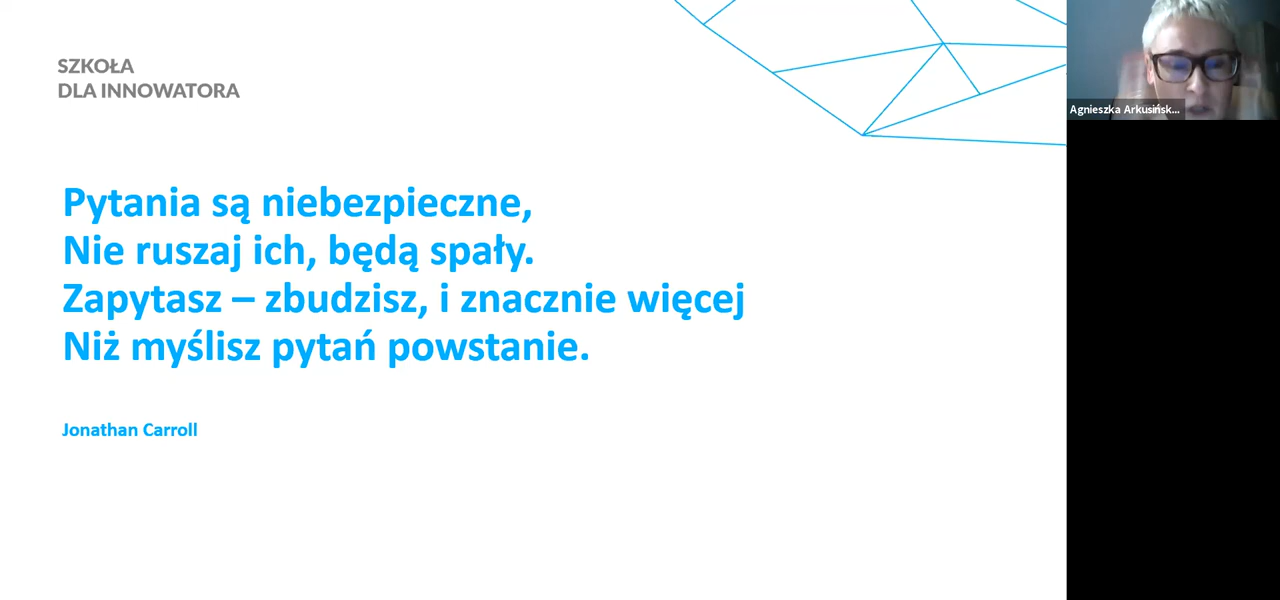 SZKOŁA
DLA INNOWATORA
Agnieszka Arkusińsk...
Pytania są niebezpieczne,
Nie ruszaj ich, będą spały.
Zapytasz – zbudzisz, i znacznie więcej
Niż myślisz pytań powstanie.
Jonathan Carroll